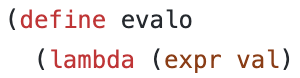 (define evalo
(lambda (expr val)